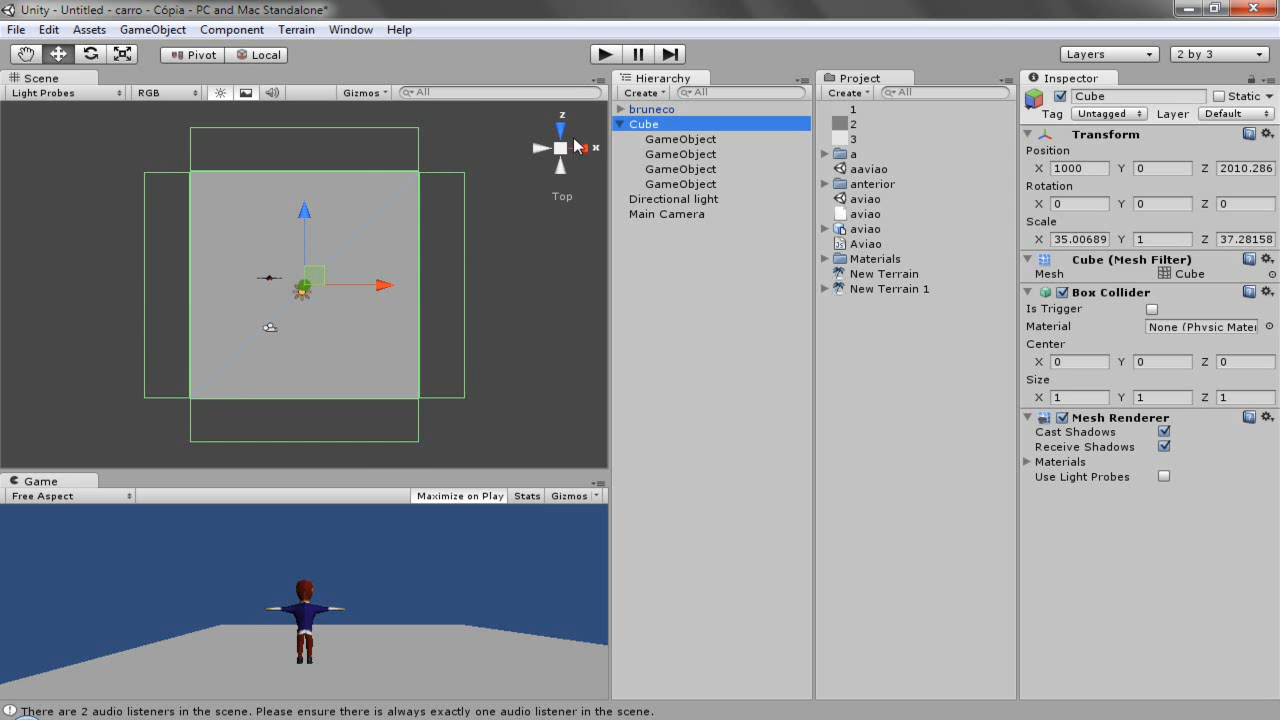 Unity - Untitled - carro - Cópia - PC and Mac Standalone*
File Edit Assets GameObject Component Terrain Window Help
Pivot Local Layers 2 by 3
Scene
Light Probes RGB Gizmos All
z
x
Top
Game
Free Aspect Maximize on Play Stats Gizmos
Hierarchy
Create All
bruneco
Cube
GameObject
GameObject
GameObject
GameObject
Directional light
Main Camera
Project
Create All
1
2
3
a
aaviao
anterior
aviao
aviao
aviao
Aviao
Materials
New Terrain
New Terrain 1
Inspector
Cube Static
Tag Untagged Layer Default
Transform
Position
X 1000 Y 0 Z 2010.286
Rotation
X 0 Y 0 Z 0
Scale
X 35.00689 Y 1 Z 37.28158
Cube (Mesh Filter)
Mesh Cube
Box Collider
Is Trigger
Material None (Physic Mater
Center
X 0 Y 0 Z 0
Size
X 1 Y 1 Z 1
Mesh Renderer
Cast Shadows
Receive Shadows
Materials
Use Light Probes
There are 2 audio listeners in the scene. Please ensure there is always exactly one audio listener in the scene.